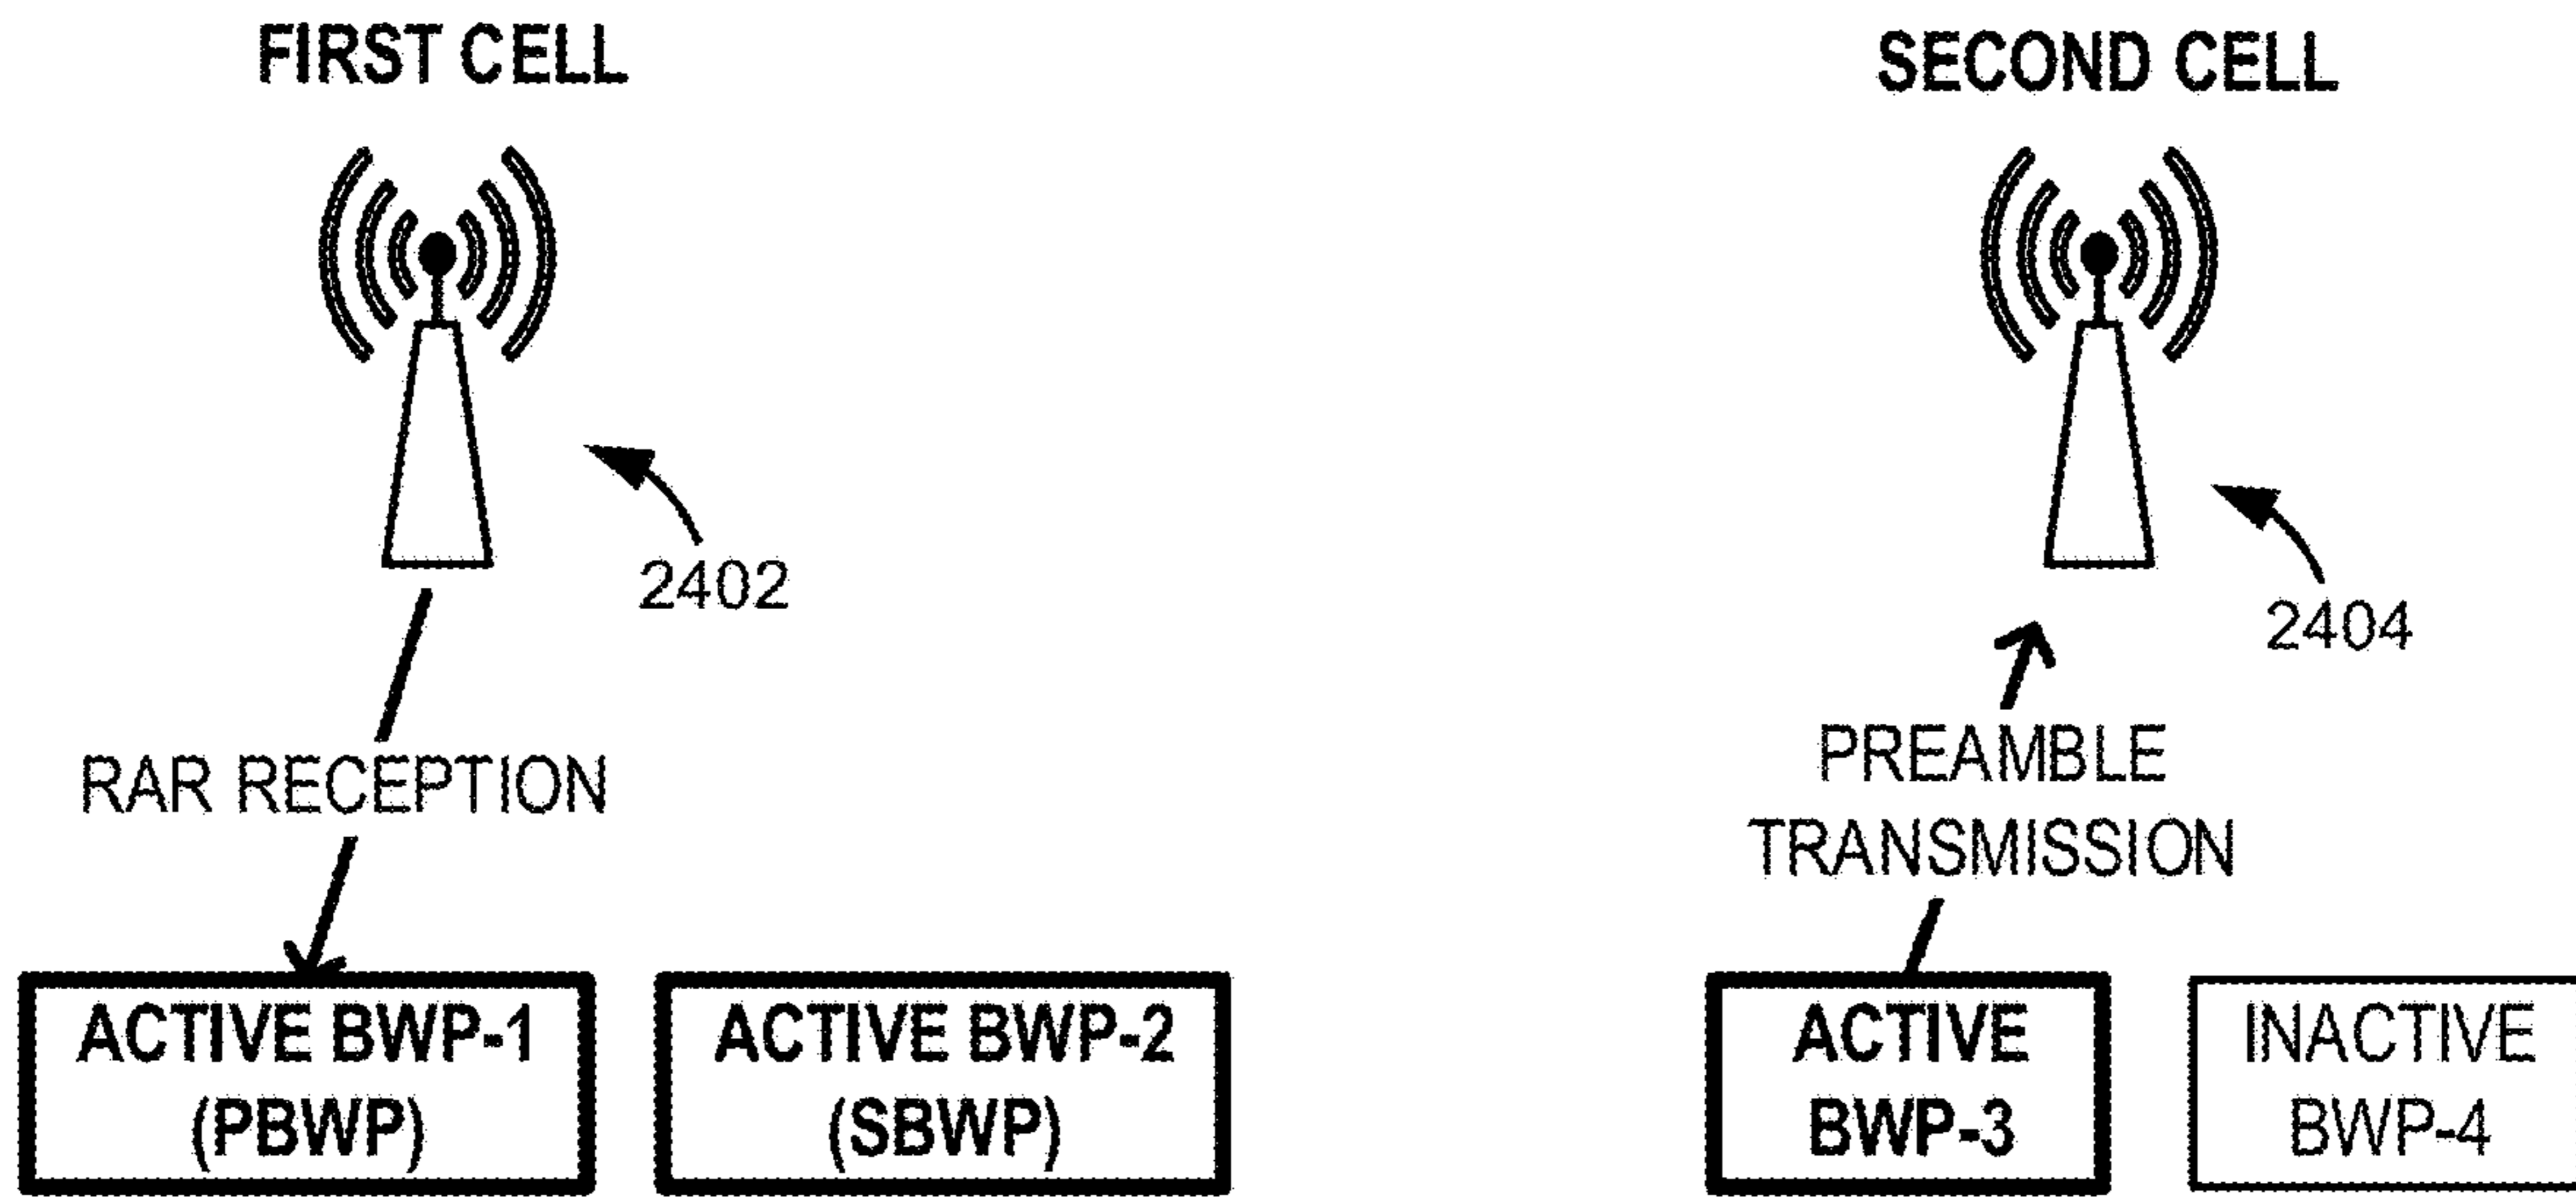 FIRST CELL
SECOND CELL
2402
2404
RAR RECEPTION
PREAMBLE
TRANSMISSION
ACTIVE BWP-1
(PBWP)
ACTIVE BWP-2
(SBWP)
ACTIVE
BWP-3
INACTIVE
BWP-4